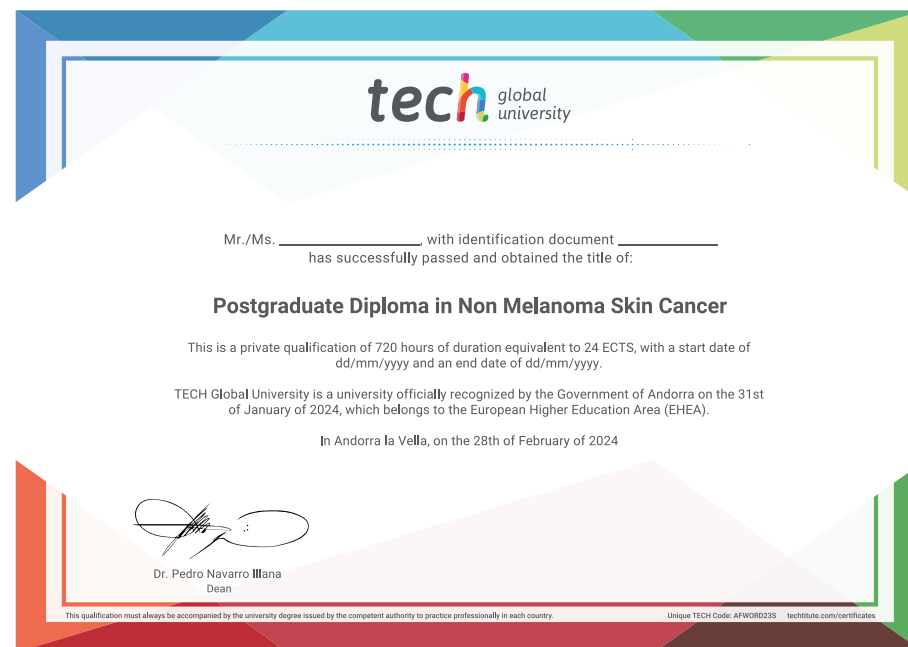 tech global university
Mr./Ms. ____________________, with identification document ______________
has successfully passed and obtained the title of:
Postgraduate Diploma in Non Melanoma Skin Cancer
This is a private qualification of 720 hours of duration equivalent to 24 ECTS, with a start date of
dd/mm/yyyy and an end date of dd/mm/yyyy.
TECH Global University is a university officially recognized by the Government of Andorra on the 31st
of January of 2024, which belongs to the European Higher Education Area (EHEA).
In Andorra la Vella, on the 28th of February of 2024
Dr. Pedro Navarro Illana
Dean
This qualification must always be accompanied by the university degree issued by the competent authority to practice professionally in each country. Unique TECH Code: AFWORD23S techtitute.com/certificates